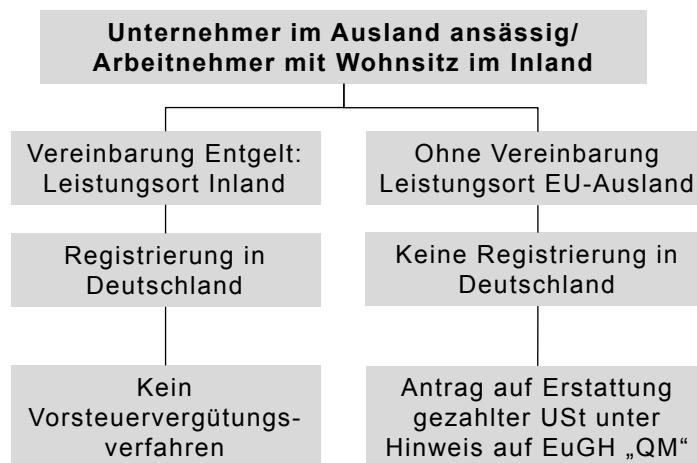 Unternehmer im Ausland ansässig/
Arbeitnehmer mit Wohnsitz im Inland
Vereinbarung Entgelt:
Leistungsort Inland
Registrierung in
Deutschland
Kein
Vorsteuervergütungs-
verfahren
Ohne Vereinbarung
Leistungsort EU-Ausland
Keine Registrierung in
Deutschland
Antrag auf Erstattung
gezahlter USt unter
Hinweis auf EuGH „QM“